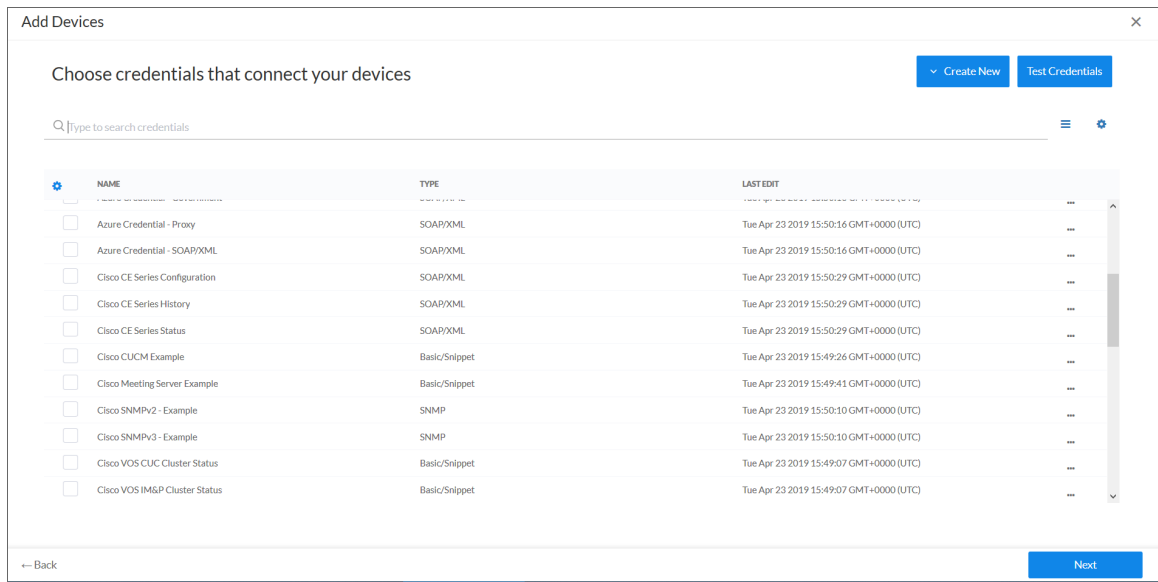 Add Devices
Choose credentials that connect your devices
Create New
Test Credentials
Type to search credentials
NAME TYPE LAST EDIT
Azure Credential - Proxy SOAP/XML Tue Apr 23 2019 15:50:16 GMT+0000 (UTC)
Azure Credential - SOAP/XML SOAP/XML Tue Apr 23 2019 15:50:16 GMT+0000 (UTC)
Cisco CE Series Configuration SOAP/XML Tue Apr 23 2019 15:50:29 GMT+0000 (UTC)
Cisco CE Series History SOAP/XML Tue Apr 23 2019 15:50:29 GMT+0000 (UTC)
Cisco CE Series Status SOAP/XML Tue Apr 23 2019 15:50:29 GMT+0000 (UTC)
Cisco CUCM Example Basic/Snippet Tue Apr 23 2019 15:49:26 GMT+0000 (UTC)
Cisco Meeting Server Example Basic/Snippet Tue Apr 23 2019 15:49:41 GMT+0000 (UTC)
Cisco SNMPv2 - Example SNMP Tue Apr 23 2019 15:50:10 GMT+0000 (UTC)
Cisco SNMPv3 - Example SNMP Tue Apr 23 2019 15:50:10 GMT+0000 (UTC)
Cisco VOS CUC Cluster Status Basic/Snippet Tue Apr 23 2019 15:49:07 GMT+0000 (UTC)
Cisco VOS IM&P Cluster Status Basic/Snippet Tue Apr 23 2019 15:49:07 GMT+0000 (UTC)
←Back
Next